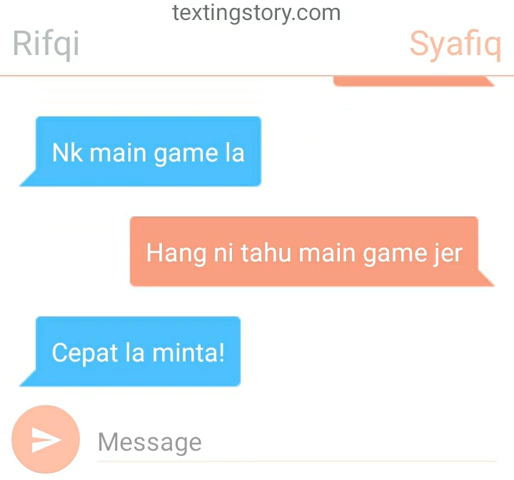 textingstory.com
Rifqi
Syafiq
Nk main game la
Hang ni tahu main game jer
Cepat la minta!
Message